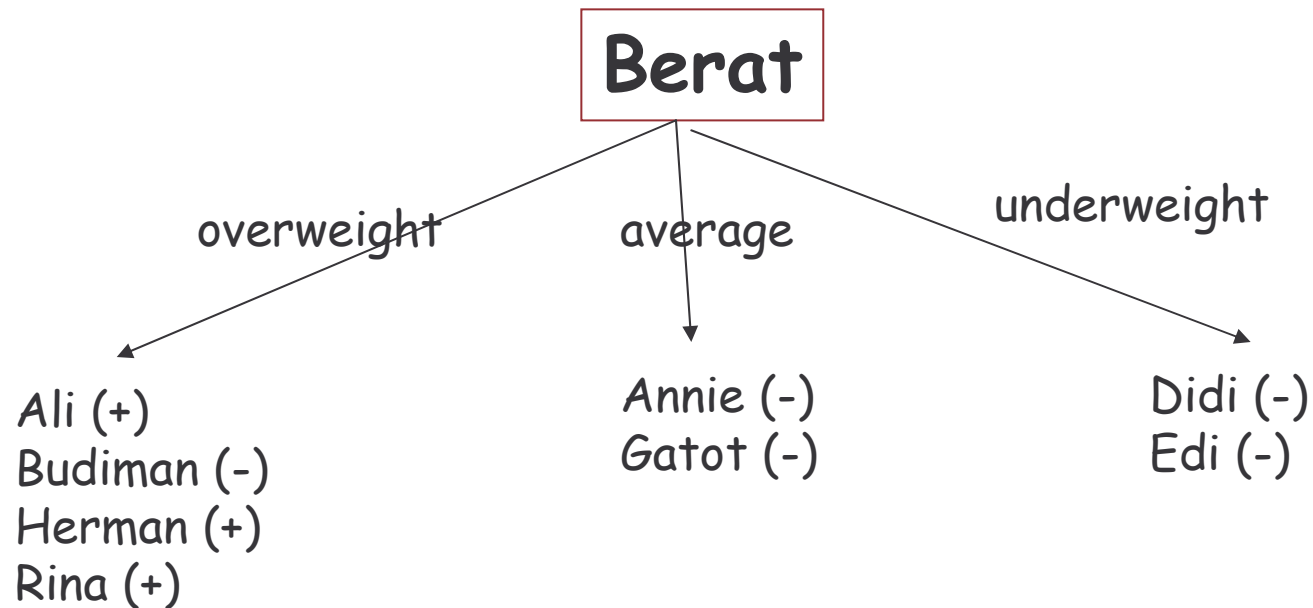 Berat
overweight
average
underweight
Ali (+)
Budiman (-)
Herman (+)
Rina (+)
Annie (-)
Gatot (-)
Didi (-)
Edi (-)